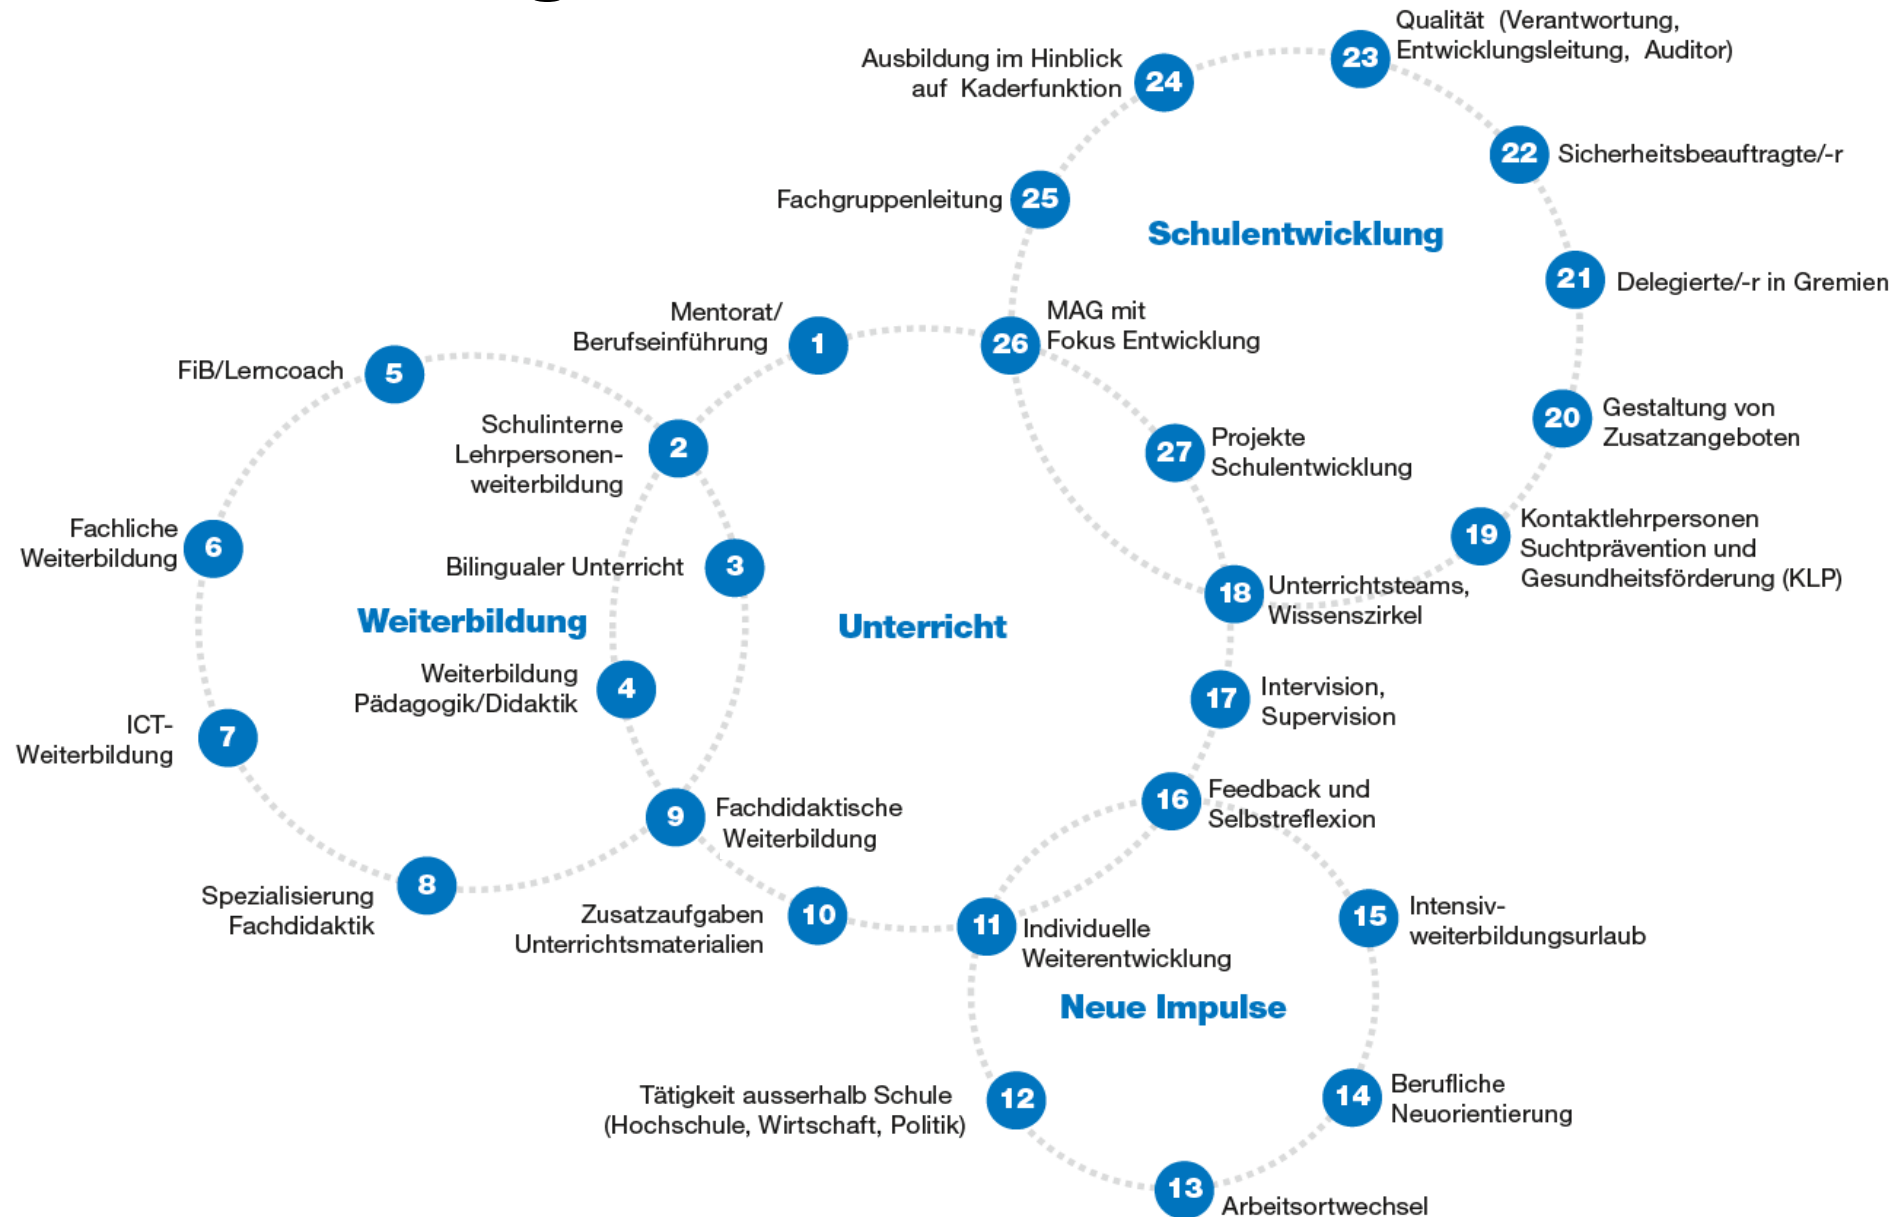 Qualität (Verantwortung,
Entwicklungsleitung, Auditor)
23
Ausbildung im Hinblick
auf Kaderfunktion
24
22
Sicherheitsbeauftragte/-r
Fachgruppenleitung
25
Schulentwicklung
21
Delegierte/-r in Gremien
Mentorat/
Berufseinführung
1
26
MAG mit
Fokus Entwicklung
FiB/Lerncoach
5
20
Gestaltung von
Zusatzangeboten
Schulinterne
Lehrpersonen-
weiterbildung
2
27
Projekte
Schulentwicklung
Fachliche
Weiterbildung
6
19
Kontaktlehrpersonen
Suchtprävention und
Gesundheitsförderung (KLP)
Bilingualer Unterricht
3
18
Unterrichtsteams,
Wissenszirkel
Weiterbildung
Unterricht
Weiterbildung
Pädagogik/Didaktik
4
17
Intervision,
Supervision
ICT-
Weiterbildung
7
16
Feedback und
Selbstreflexion
9
Fachdidaktische
Weiterbildung
Spezialisierung
Fachdidaktik
8
Zusatzaufgaben
Unterrichtsmaterialien
10
11
Individuelle
Weiterentwicklung
15
Intensiv-
weiterbildungsurlaub
Neue Impulse
Tätigkeit ausserhalb Schule
(Hochschule, Wirtschaft, Politik)
12
14
Berufliche
Neuorientierung
13
Arbeitsortwechsel